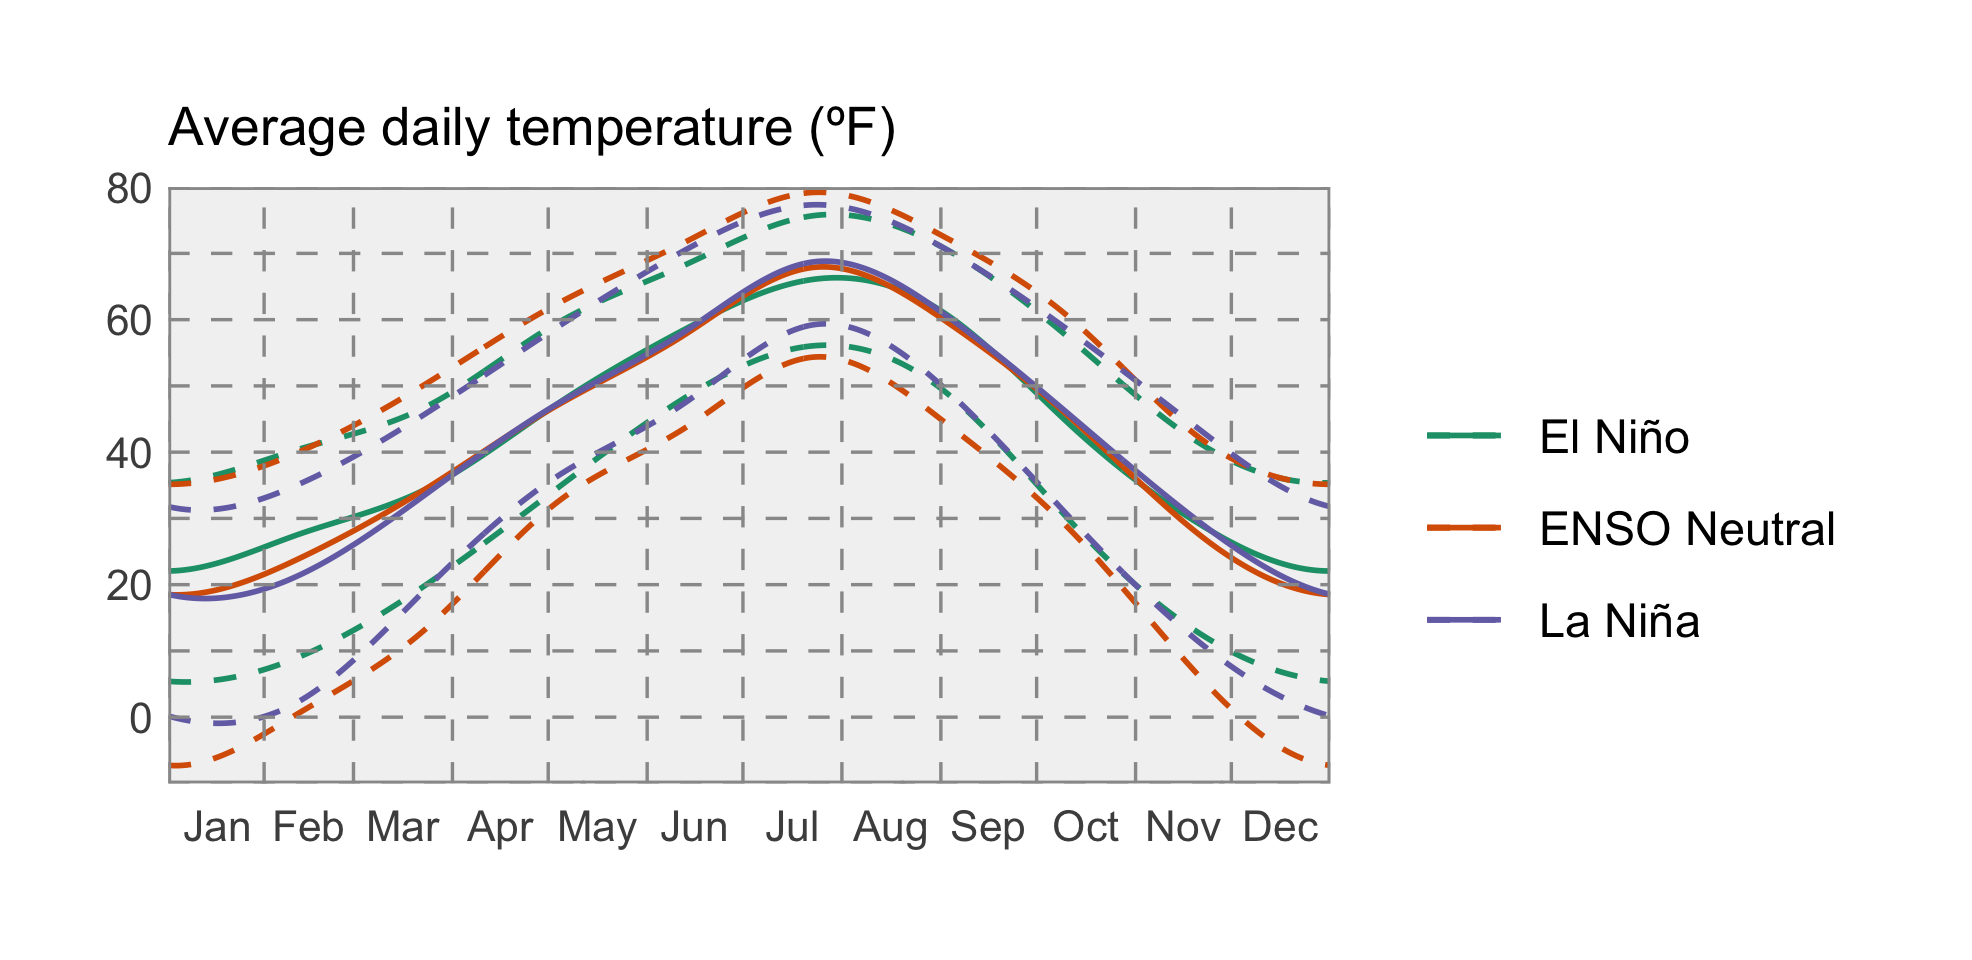 Average daily temperature (ºF)
80
60
40
20
0
Jan Feb Mar Apr May Jun Jul Aug Sep Oct Nov Dec
El Niño
ENSO Neutral
La Niña